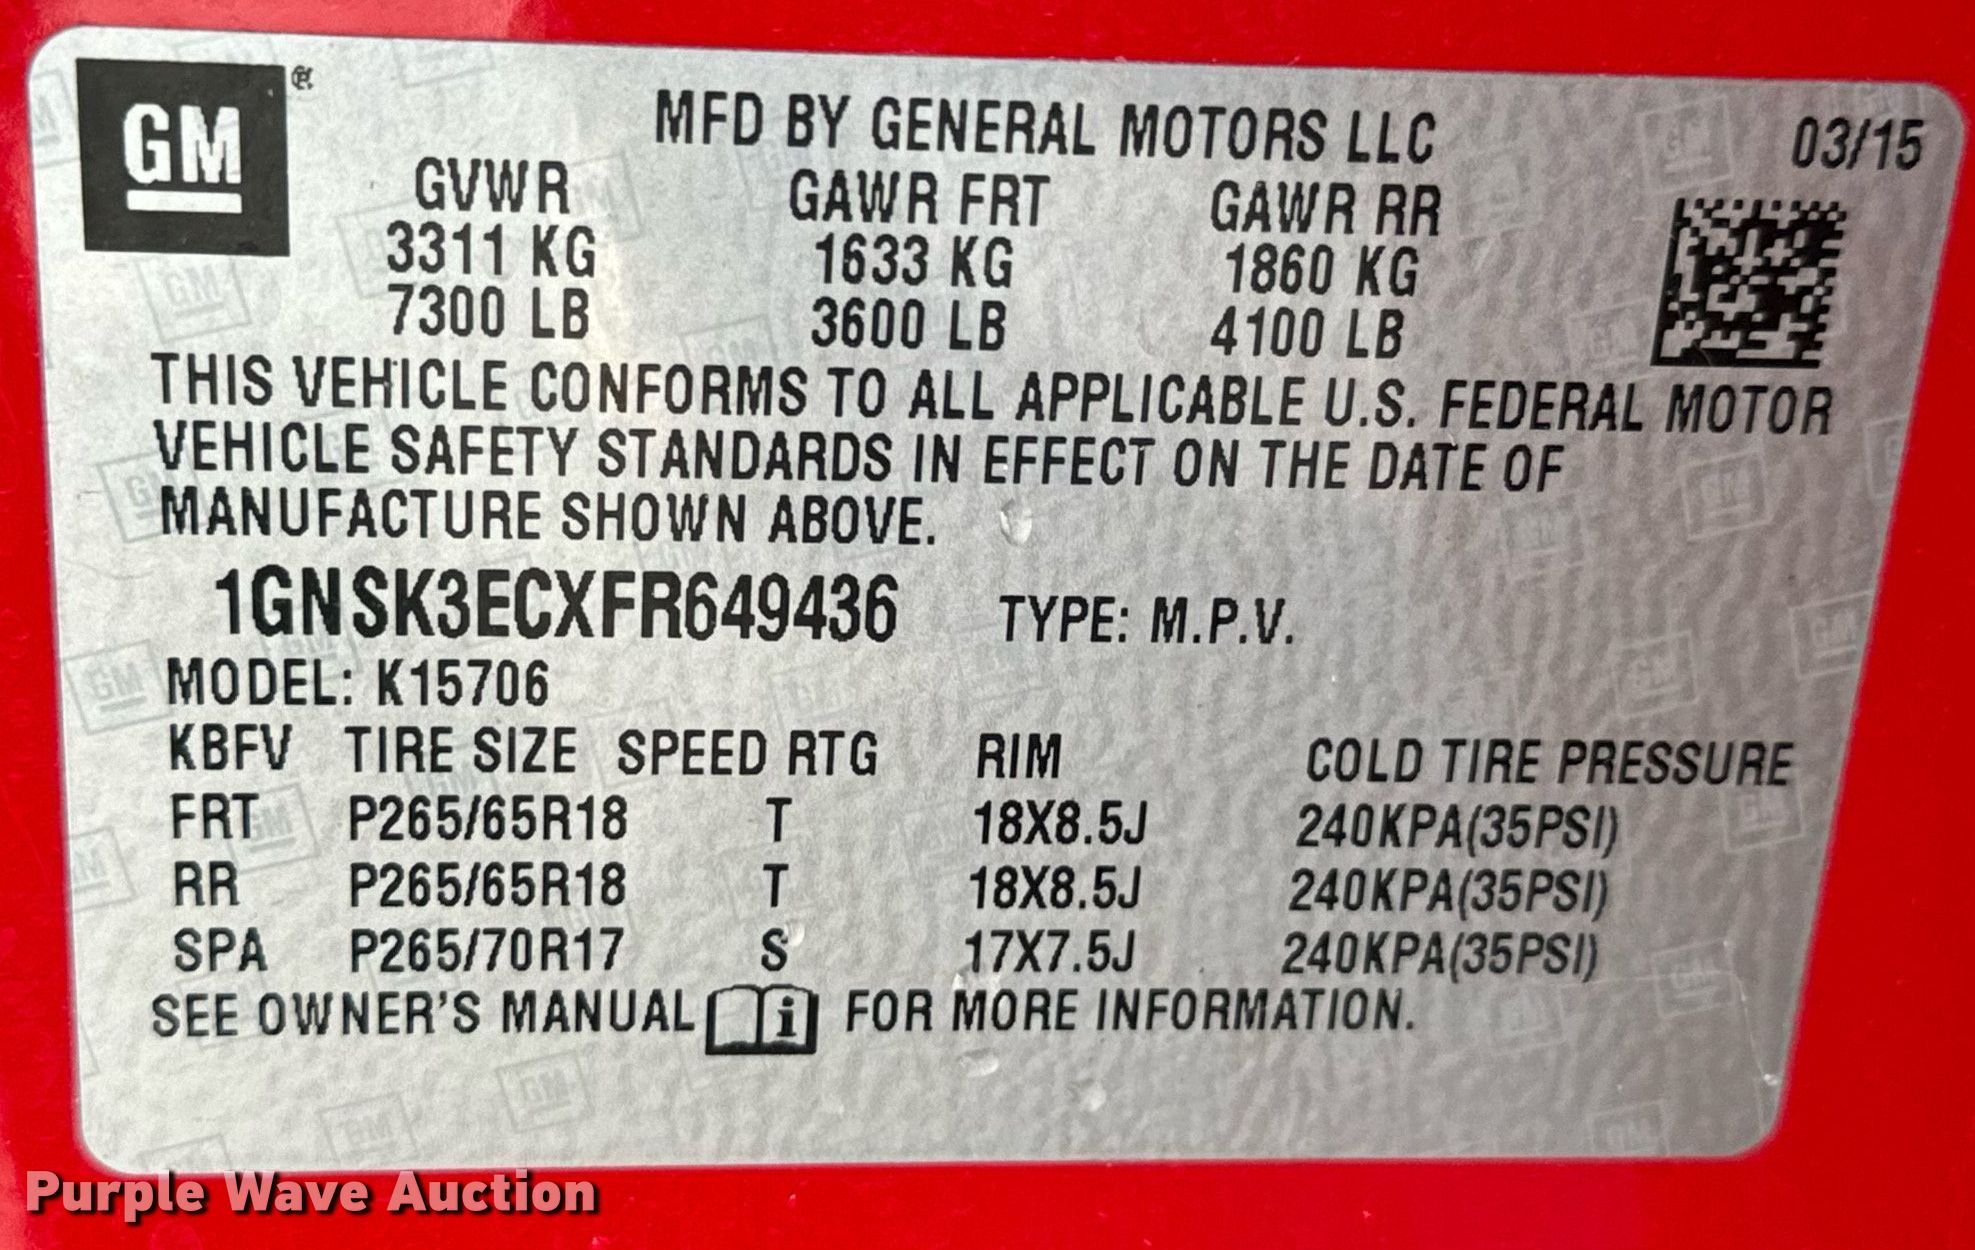 GM
MFD BY GENERAL MOTORS LLC 03/15
GVWR GAWR FRT GAWR RR
3311 KG 1633 KG 1860 KG
7300 LB 3600 LB 4100 LB
THIS VEHICLE CONFORMS TO ALL APPLICABLE U.S. FEDERAL MOTOR
VEHICLE SAFETY STANDARDS IN EFFECT ON THE DATE OF
MANUFACTURE SHOWN ABOVE.
1GNSK3ECXFR649436 TYPE: M.P.V.
MODEL: K15706
KBFV TIRE SIZE SPEED RTG RIM COLD TIRE PRESSURE
FRT P265/65R18 T 18X8.5J 240KPA(35PSI)
RR P265/65R18 T 18X8.5J 240KPA(35PSI)
SPA P265/70R17 S 17X7.5J 240KPA(35PSI)
SEE OWNER'S MANUAL i FOR MORE INFORMATION.
Purple Wave Auction